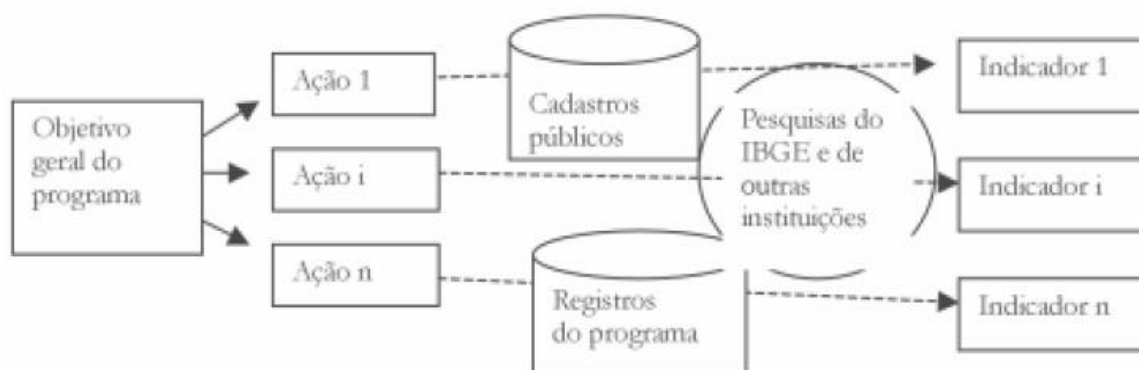 Objetivo
geral do
programa
Ação 1
Ação i
Ação n
Cadastros
públicos
Pesquisas do
IBGE e de
outras
instituições
Registros
do programa
Indicador 1
Indicador i
Indicador n